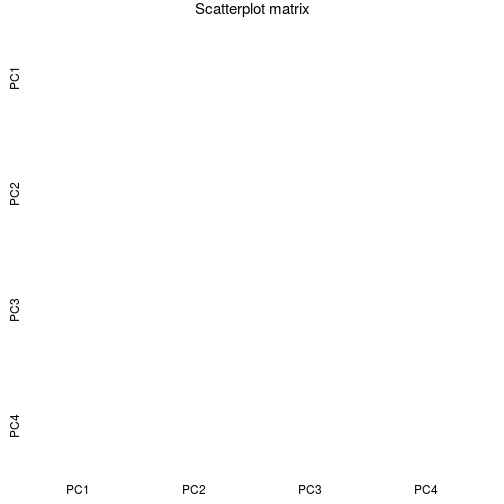 Scatterplot matrix
PC1
PC2
PC3
PC4
PC1 PC2 PC3 PC4